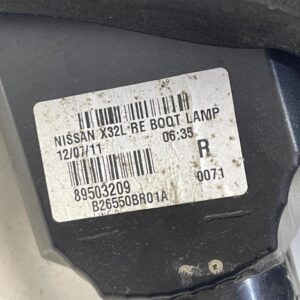 NISSAN X32L RE BOOT LAMP
12/07/11 06:35
R
89503209 0071
B26550BR01A